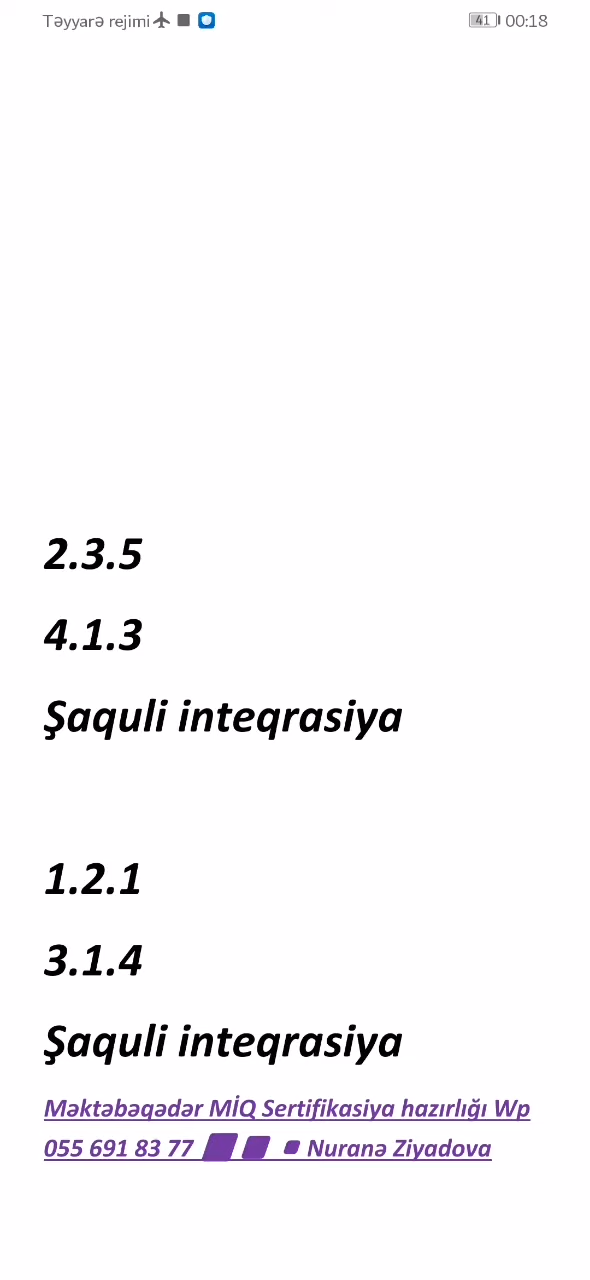 Təyyarə rejimi 41 00:18
2.3.5
4.1.3
Şaquli inteqrasiya
1.2.1
3.1.4
Şaquli inteqrasiya
Məktəbəqədər MİQ Sertifikasiya hazırlığı Wp
055 691 83 77 Nuranə Ziyadova